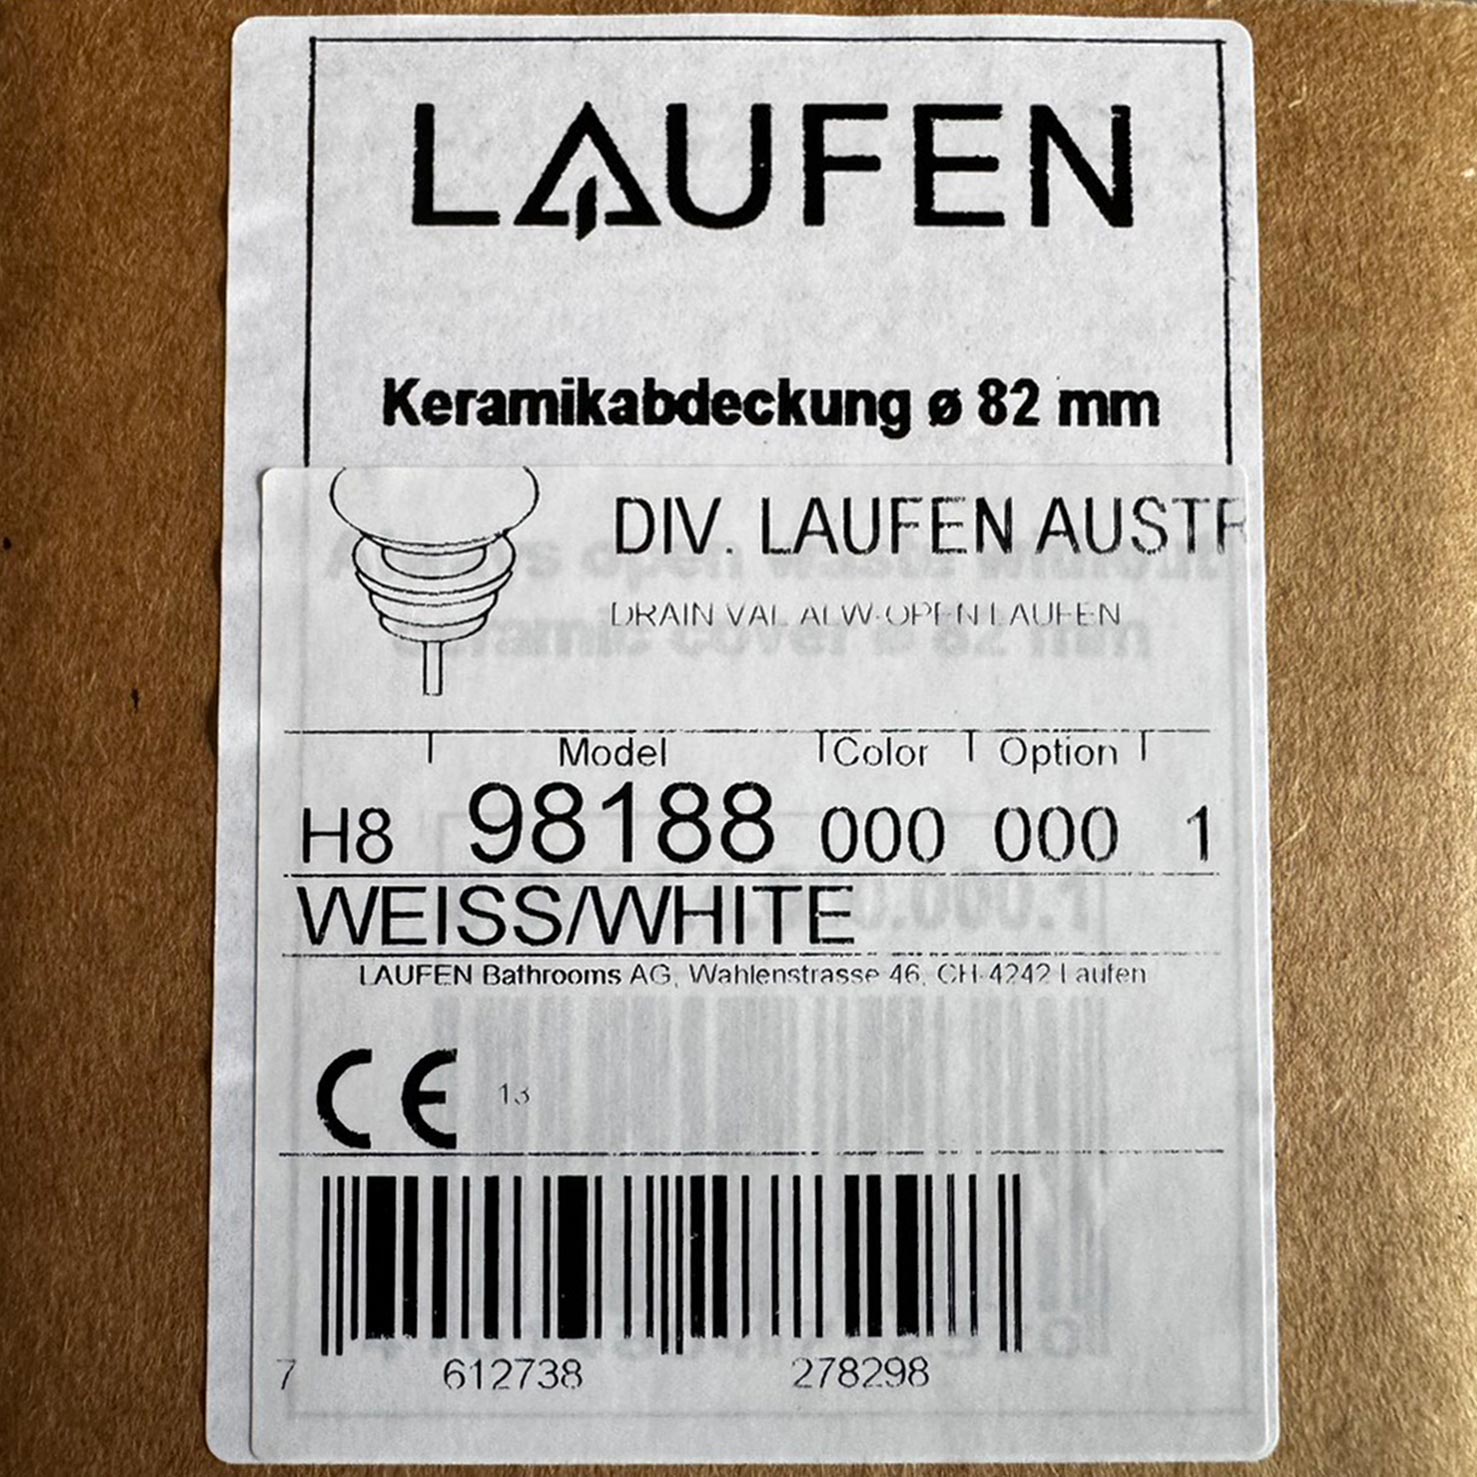 LAUFEN
Keramikabdeckung ø 82 mm
DIV. LAUFEN AUSTR
DRAIN VAL ALW-OPEN LAUFEN
Model Color Option
H8 98188 000 000 1
WEISS/WHITE
LAUFEN Bathrooms AG, Wahlenstrasse 46, CH-4242 Laufen
CE 13
7 612738 278298